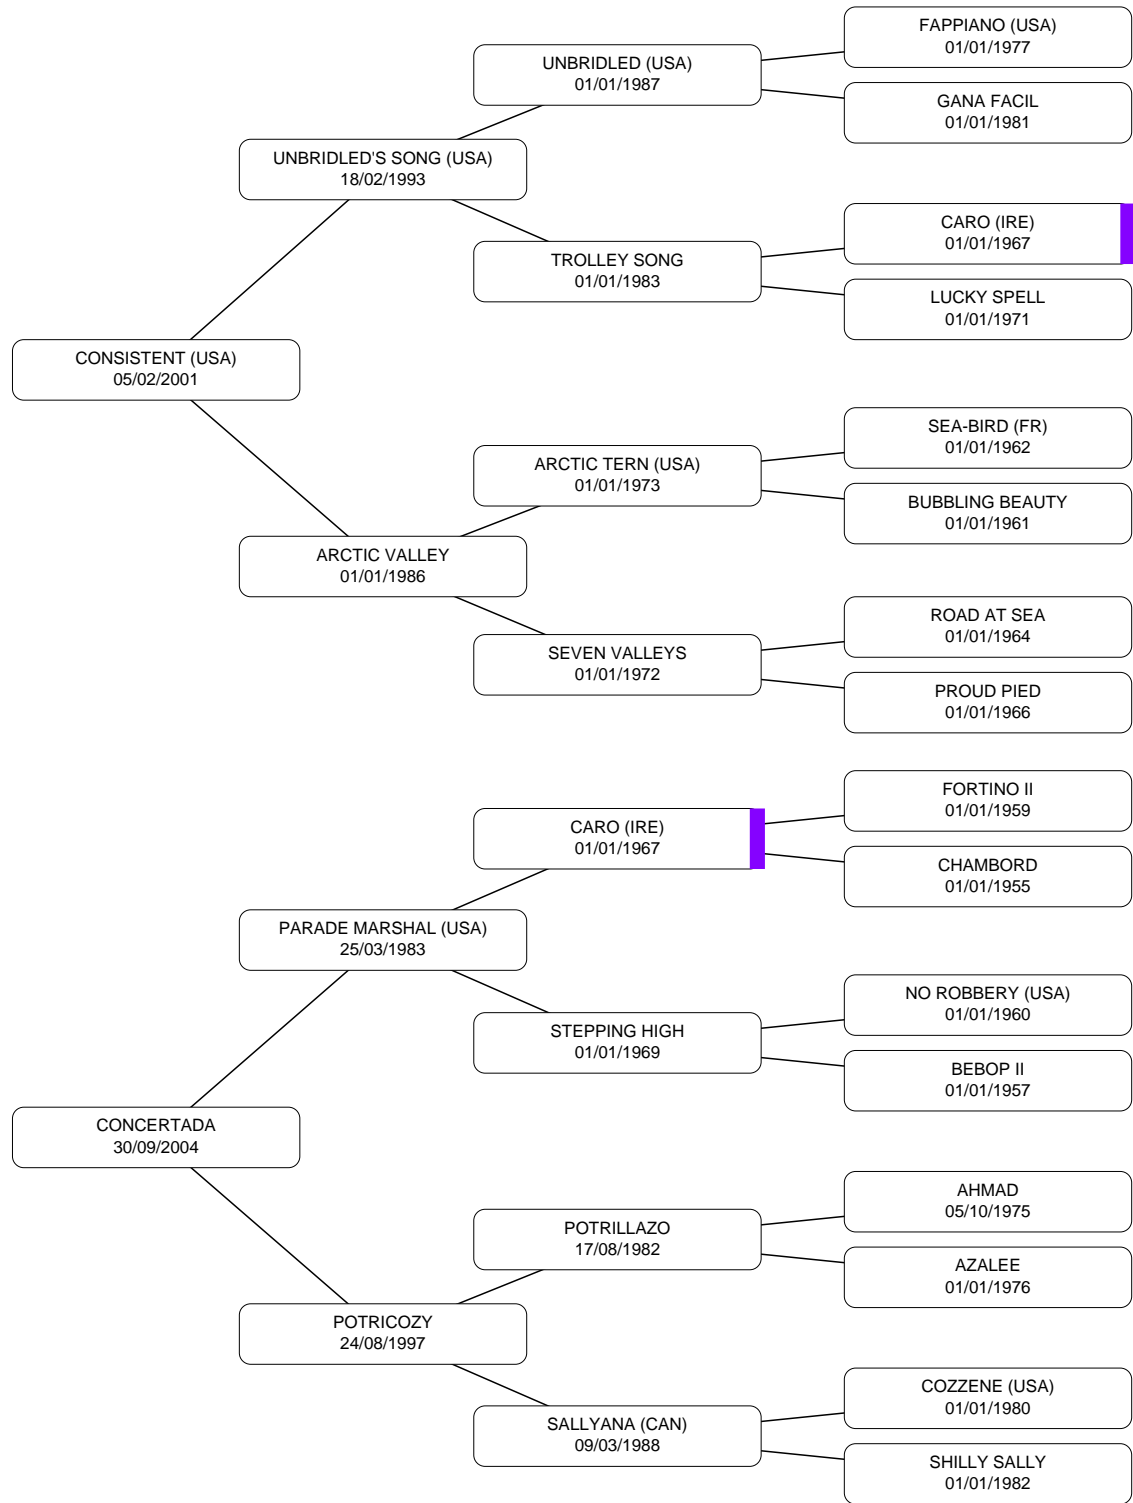 FAPPIANO (USA)
01/01/1977
UNBRIDLED (USA)
01/01/1987
GANA FACIL
01/01/1981
UNBRIDLED'S SONG (USA)
18/02/1993
CARO (IRE)
01/01/1967
TROLLEY SONG
01/01/1983
LUCKY SPELL
01/01/1971
CONSISTENT (USA)
05/02/2001
SEA-BIRD (FR)
01/01/1962
ARCTIC TERN (USA)
01/01/1973
BUBBLING BEAUTY
01/01/1961
ARCTIC VALLEY
01/01/1986
ROAD AT SEA
01/01/1964
SEVEN VALLEYS
01/01/1972
PROUD PIED
01/01/1966
FORTINO II
01/01/1959
CARO (IRE)
01/01/1967
CHAMBORD
01/01/1955
PARADE MARSHAL (USA)
25/03/1983
NO ROBBERY (USA)
01/01/1960
STEPPING HIGH
01/01/1969
BEBOP II
01/01/1957
CONCERTADA
30/09/2004
AHMAD
05/10/1975
POTRILLAZO
17/08/1982
AZALEE
01/01/1976
POTRICOZY
24/08/1997
COZZENE (USA)
01/01/1980
SALLYANA (CAN)
09/03/1988
SHILLY SALLY
01/01/1982